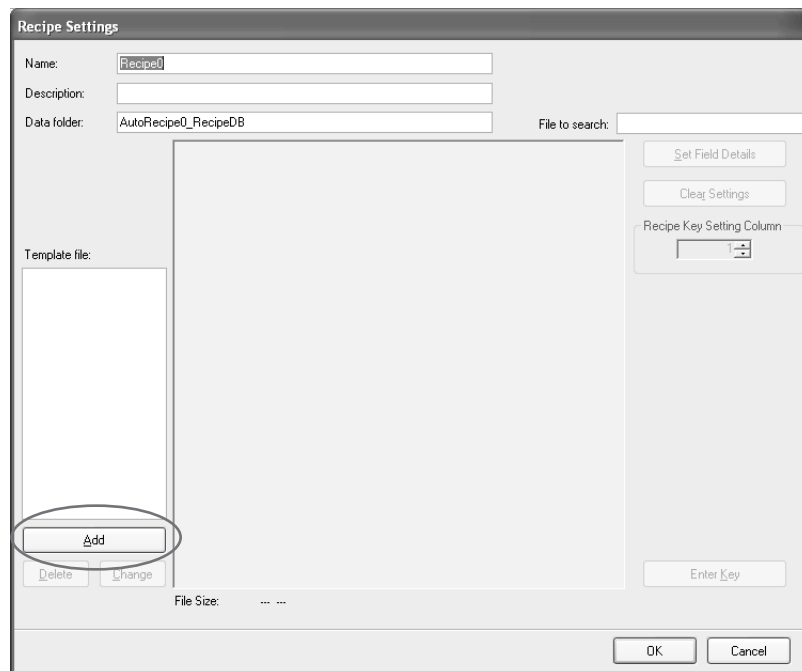 Recipe Settings
Name: Recipe0
Description:
Data folder: AutoRecipe0_RecipeDB File to search:
Set Field Details
Clear Settings
Recipe Key Setting Column
1
Template file:
Add
Delete Change
Enter Key
File Size: --- ---
OK Cancel